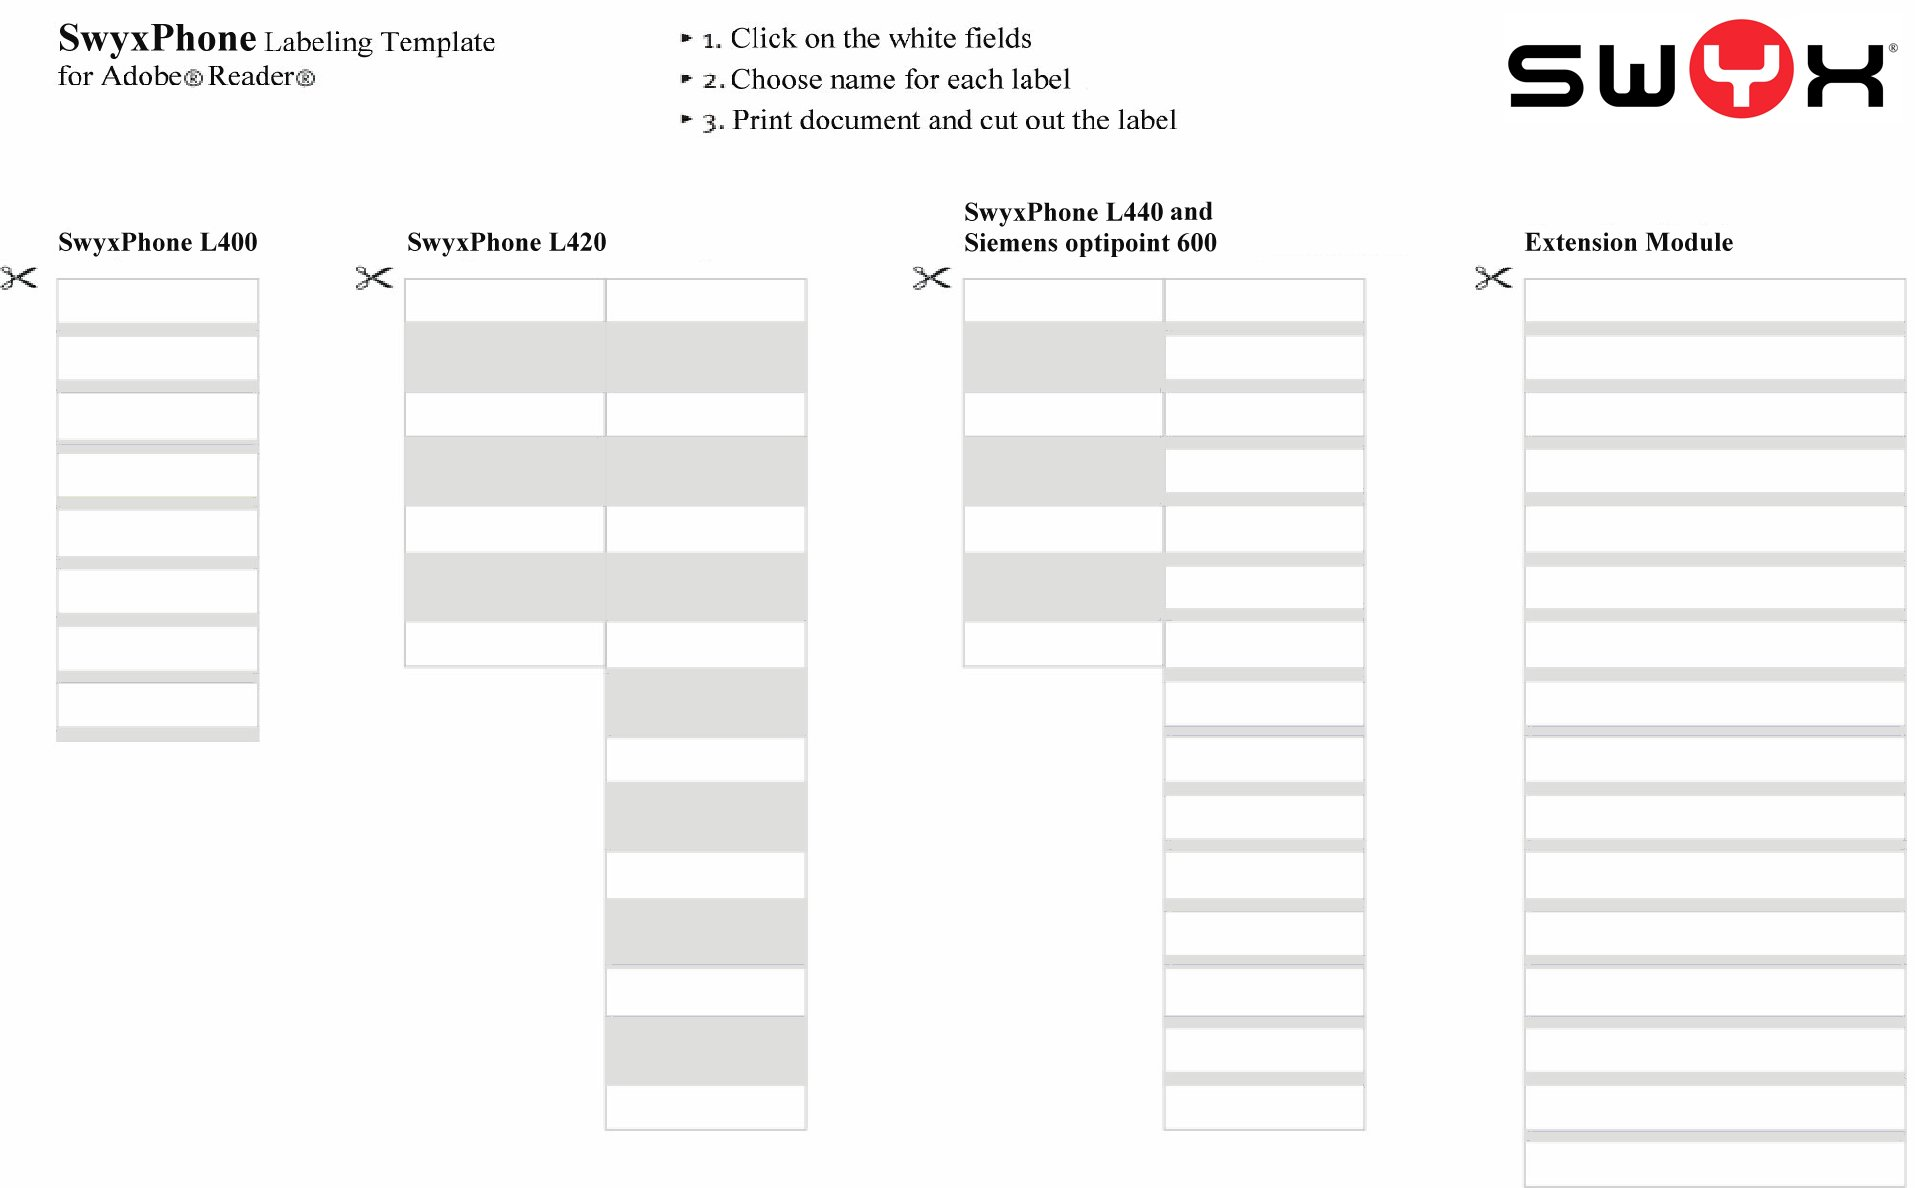 SwyxPhone Labeling Template
for Adobe® Reader®
1. Click on the white fields
2. Choose name for each label
3. Print document and cut out the label
SWYX®
SwyxPhone L400
SwyxPhone L420
SwyxPhone L440 and
Siemens optipoint 600
Extension Module